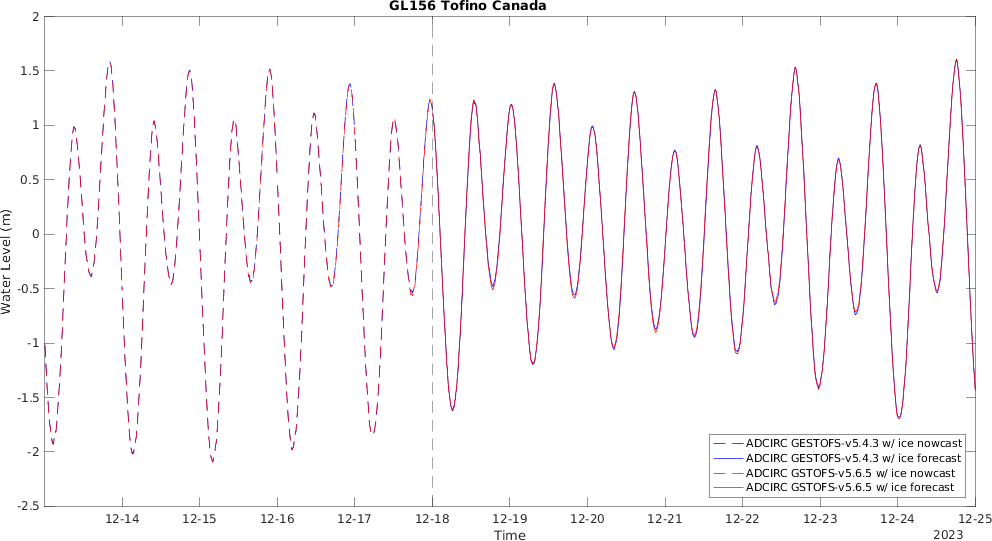 GL156 Tofino Canada
2
1.5
1
0.5
0
-0.5
-1
-1.5
-2
-2.5
Water Level (m)
ADCIRC GESTOFS-v5.4.3 w/ ice nowcast
ADCIRC GESTOFS-v5.4.3 w/ ice forecast
ADCIRC GSTOFS-v5.6.5 w/ ice nowcast
ADCIRC GSTOFS-v5.6.5 w/ ice forecast
12-14 12-15 12-16 12-17 12-18 12-19 12-20 12-21 12-22 12-23 12-24 12-25
Time
2023